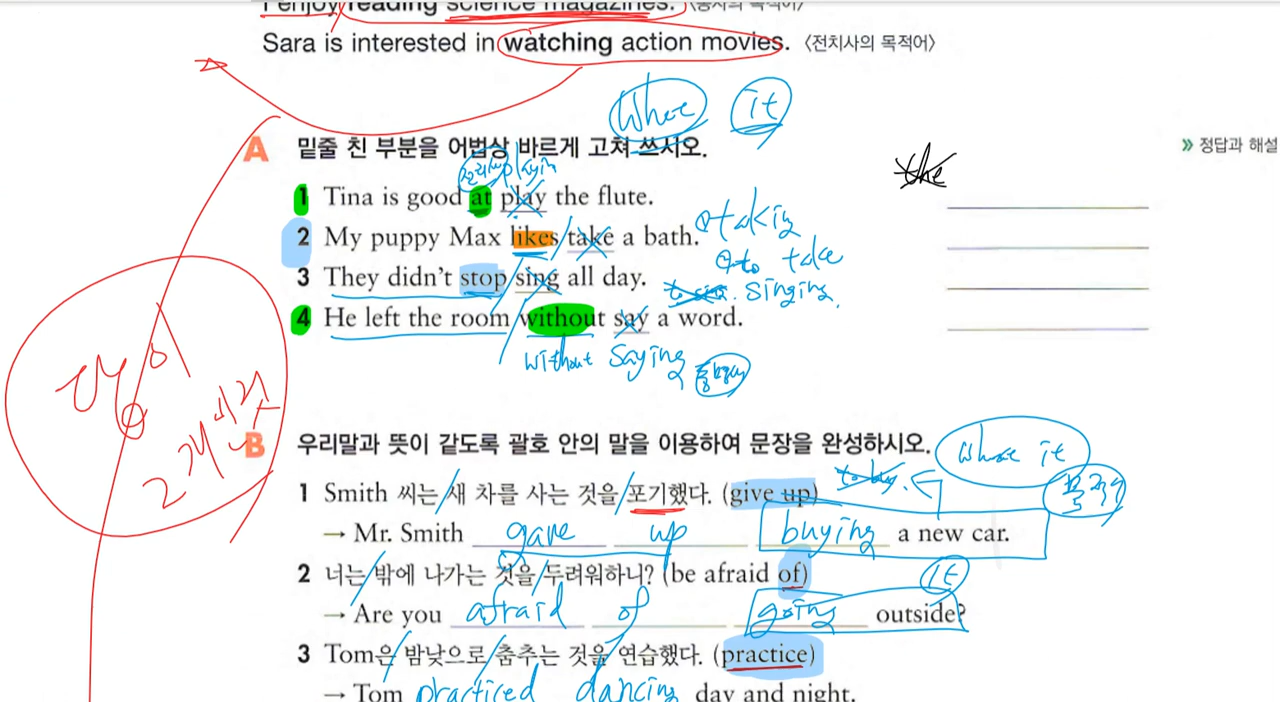 I enjoy reading science magazines. 〈동사의 목적어〉
Sara is interested in watching action movies. 〈전치사의 목적어〉
it
A 밑줄 친 부분을 어법상 바르게 고쳐 쓰시오.
» 정답과 해설
the
1 Tina is good at play the flute.
2 My puppy Max likes take a bath. taking
to take
3 They didn't stop sing all day. singing.
4 He left the room without say a word.
without saying
B 우리말과 뜻이 같도록 괄호 안의 말을 이용하여 문장을 완성하시오.
it
1 Smith 씨는 새 차를 사는 것을 포기했다. (give up)
→ Mr. Smith gave up buying a new car.
2 너는 밖에 나가는 것을 두려워하니? (be afraid of)
it
→ Are you afraid of going outside?
3 Tom은 밤낮으로 춤추는 것을 연습했다. (practice)
→ Tom practiced dancing day and night.